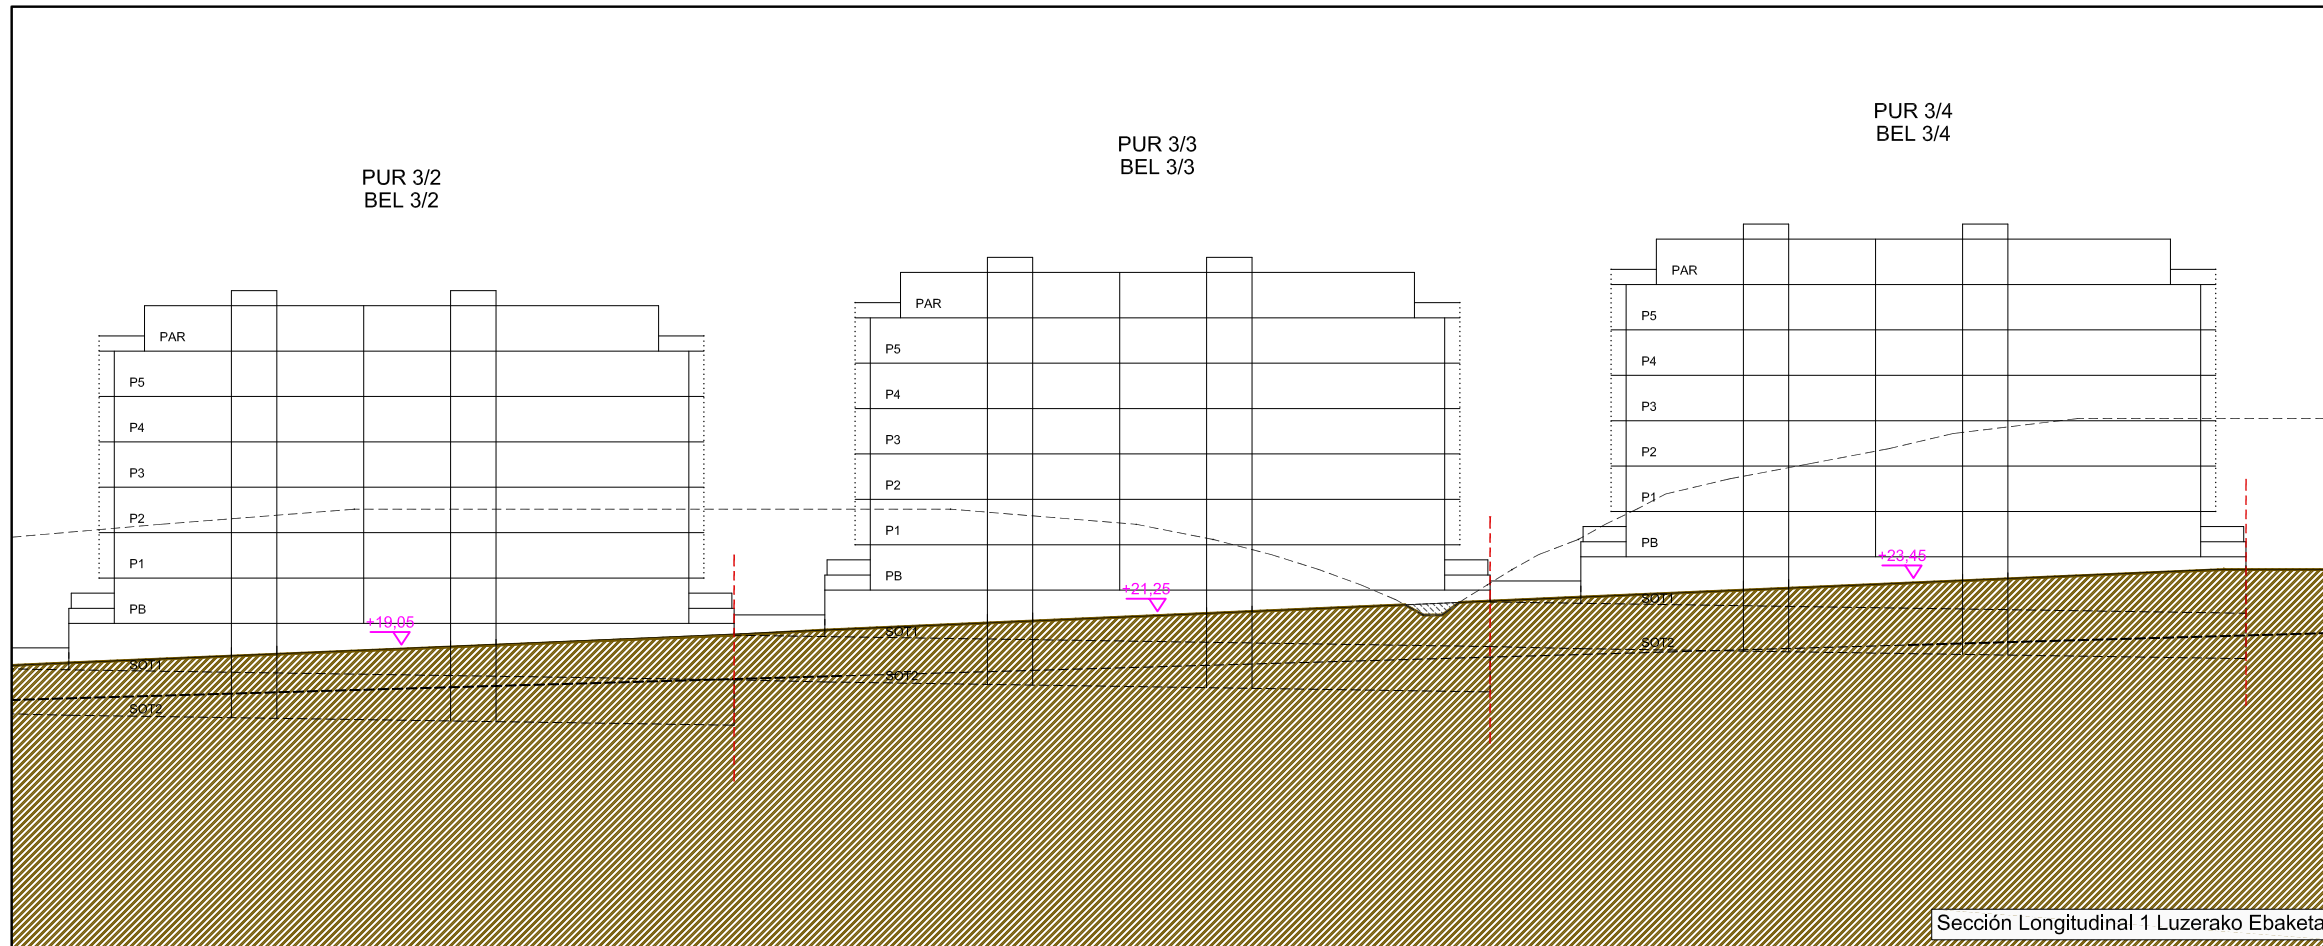 PUR 3/2
BEL 3/2
PAR
P5
P4
P3
P2
P1
PB
+19,05
SOT1
SOT2
PUR 3/3
BEL 3/3
PAR
P5
P4
P3
P2
P1
PB
+21,25
SOT1
SOT2
PUR 3/4
BEL 3/4
PAR
P5
P4
P3
P2
P1
PB
+23,45
SOT1
SOT2
Sección Longitudinal 1 Luzerako Ebaketa